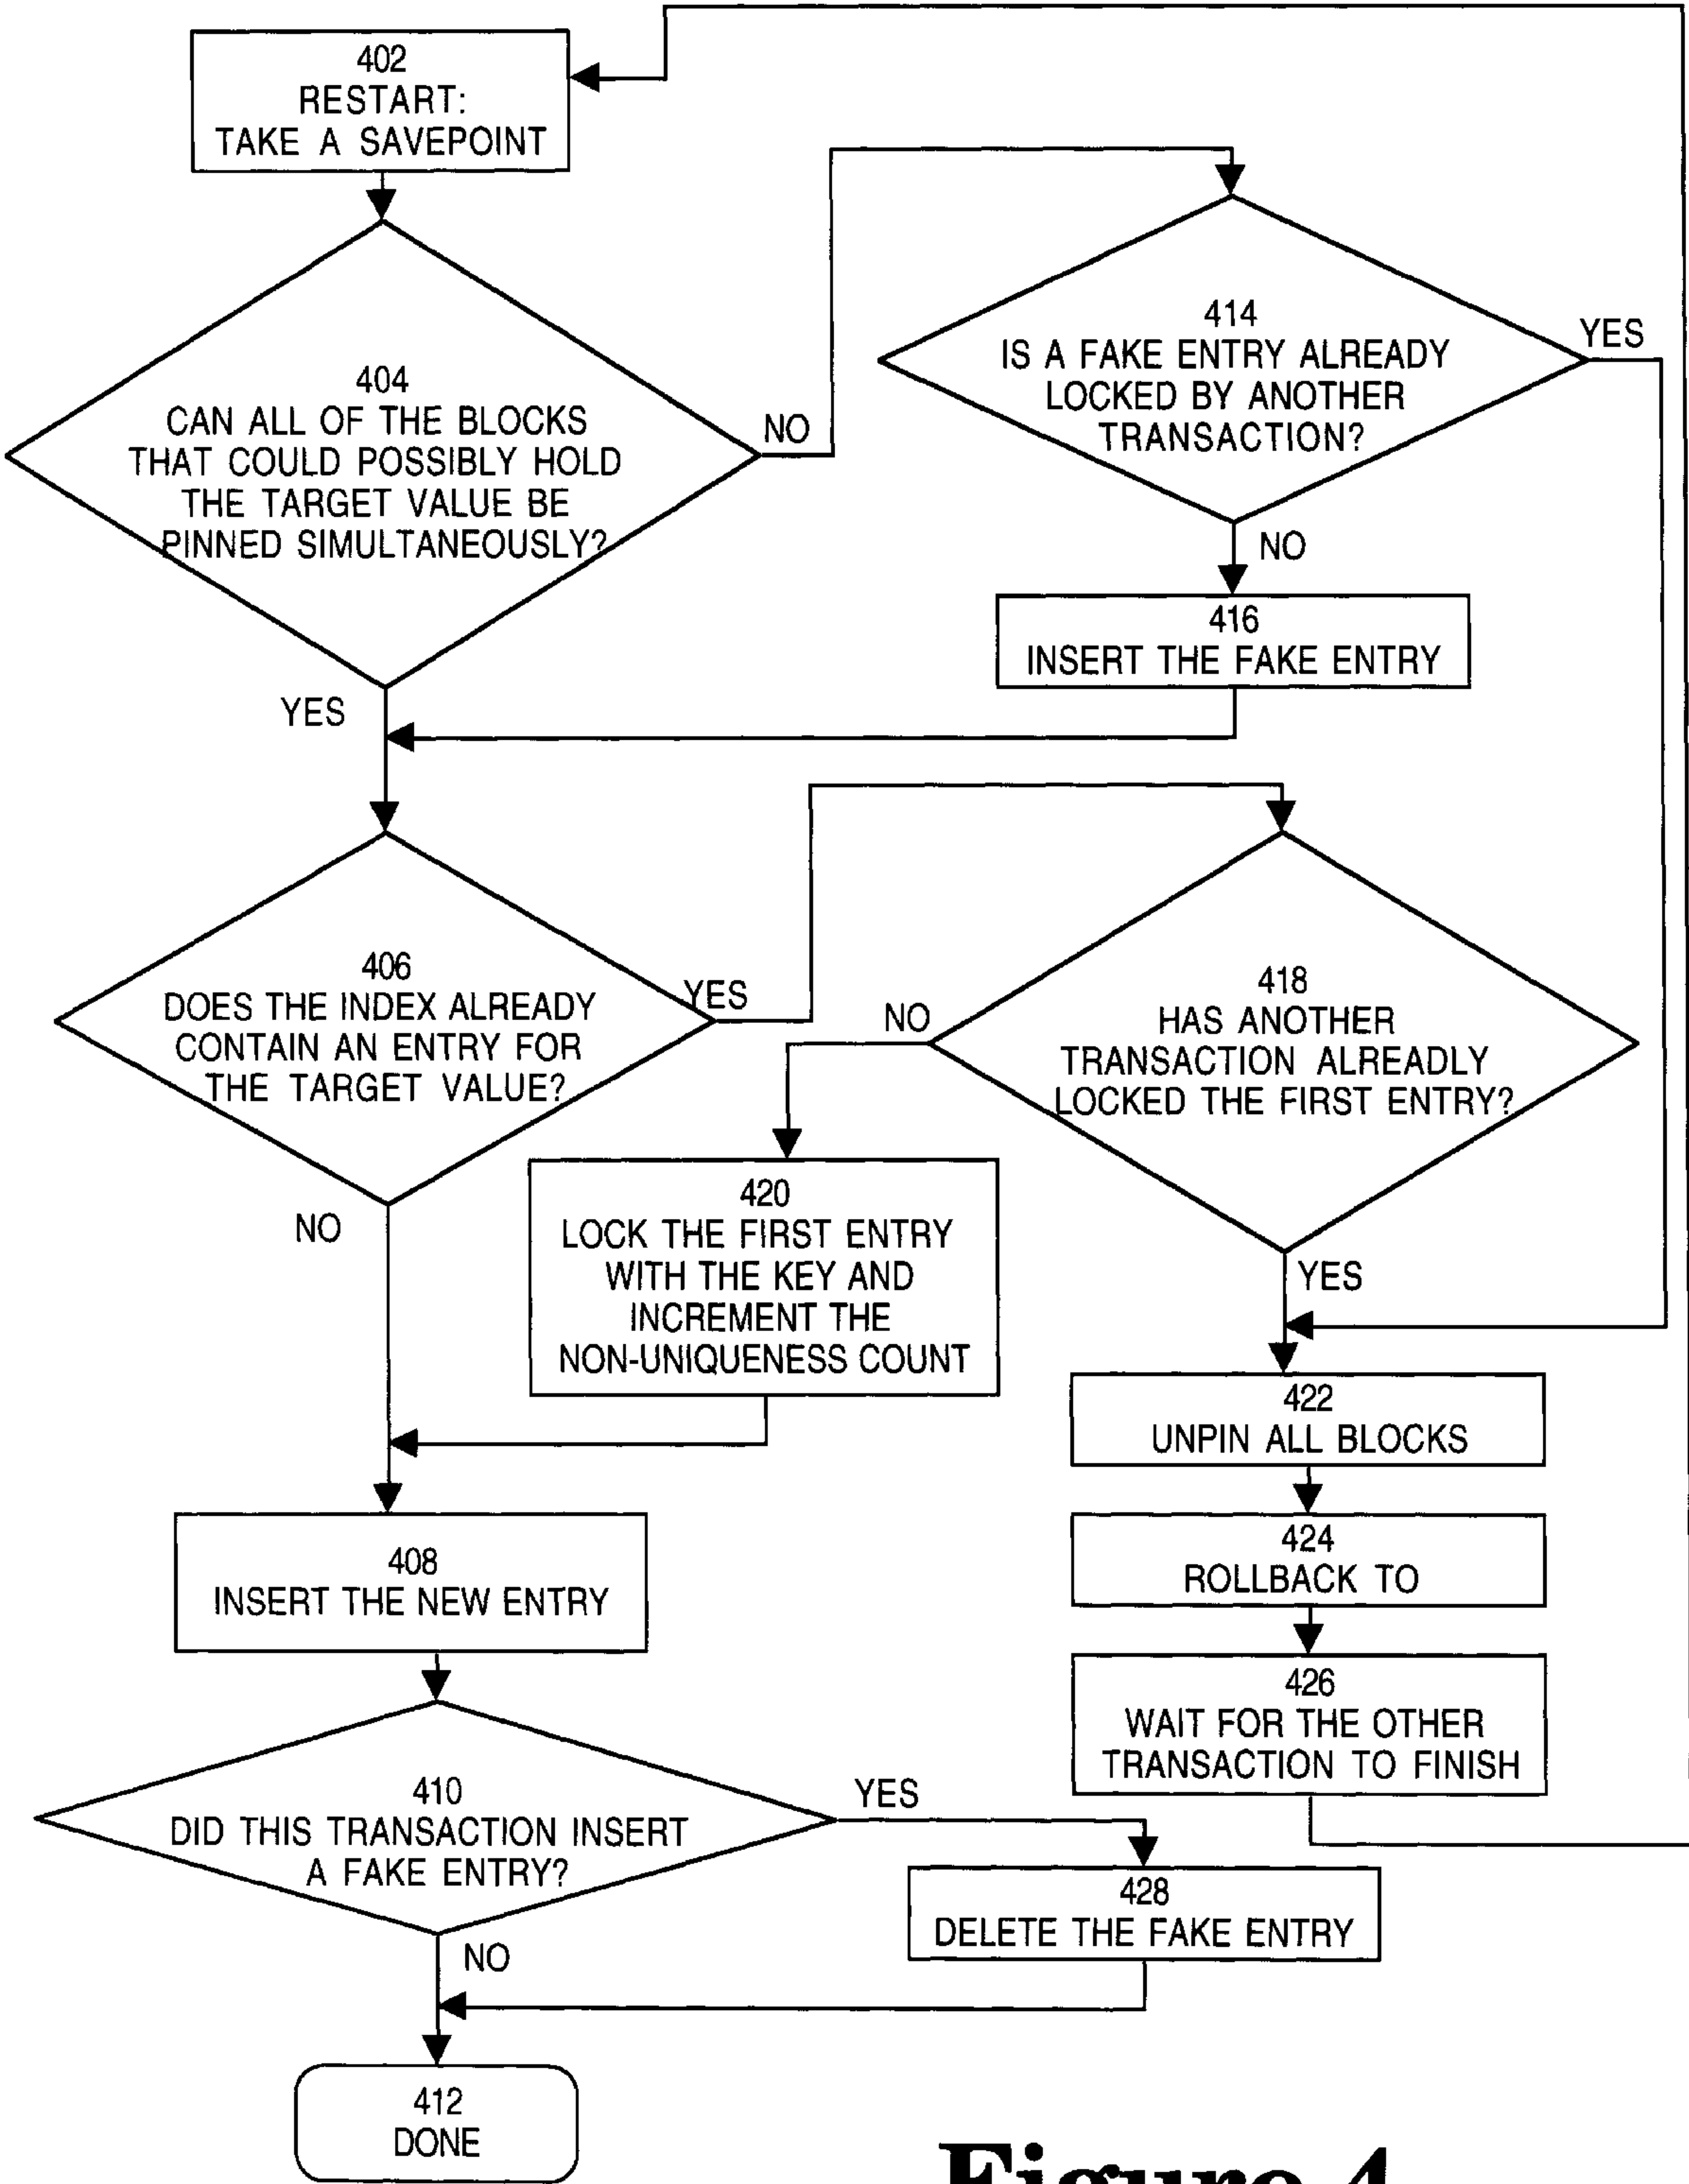 402
RESTART:
TAKE A SAVEPOINT
404
CAN ALL OF THE BLOCKS
THAT COULD POSSIBLY HOLD
THE TARGET VALUE BE
PINNED SIMULTANEOUSLY?
NO
YES
414
IS A FAKE ENTRY ALREADY
LOCKED BY ANOTHER
TRANSACTION?
YES
NO
416
INSERT THE FAKE ENTRY
406
DOES THE INDEX ALREADY
CONTAIN AN ENTRY FOR
THE TARGET VALUE?
YES
NO
418
HAS ANOTHER
TRANSACTION ALREADLY
LOCKED THE FIRST ENTRY?
NO
YES
420
LOCK THE FIRST ENTRY
WITH THE KEY AND
INCREMENT THE
NON-UNIQUENESS COUNT
422
UNPIN ALL BLOCKS
408
INSERT THE NEW ENTRY
424
ROLLBACK TO
426
WAIT FOR THE OTHER
TRANSACTION TO FINISH
410
DID THIS TRANSACTION INSERT
A FAKE ENTRY?
YES
NO
428
DELETE THE FAKE ENTRY
412
DONE
Figure 4